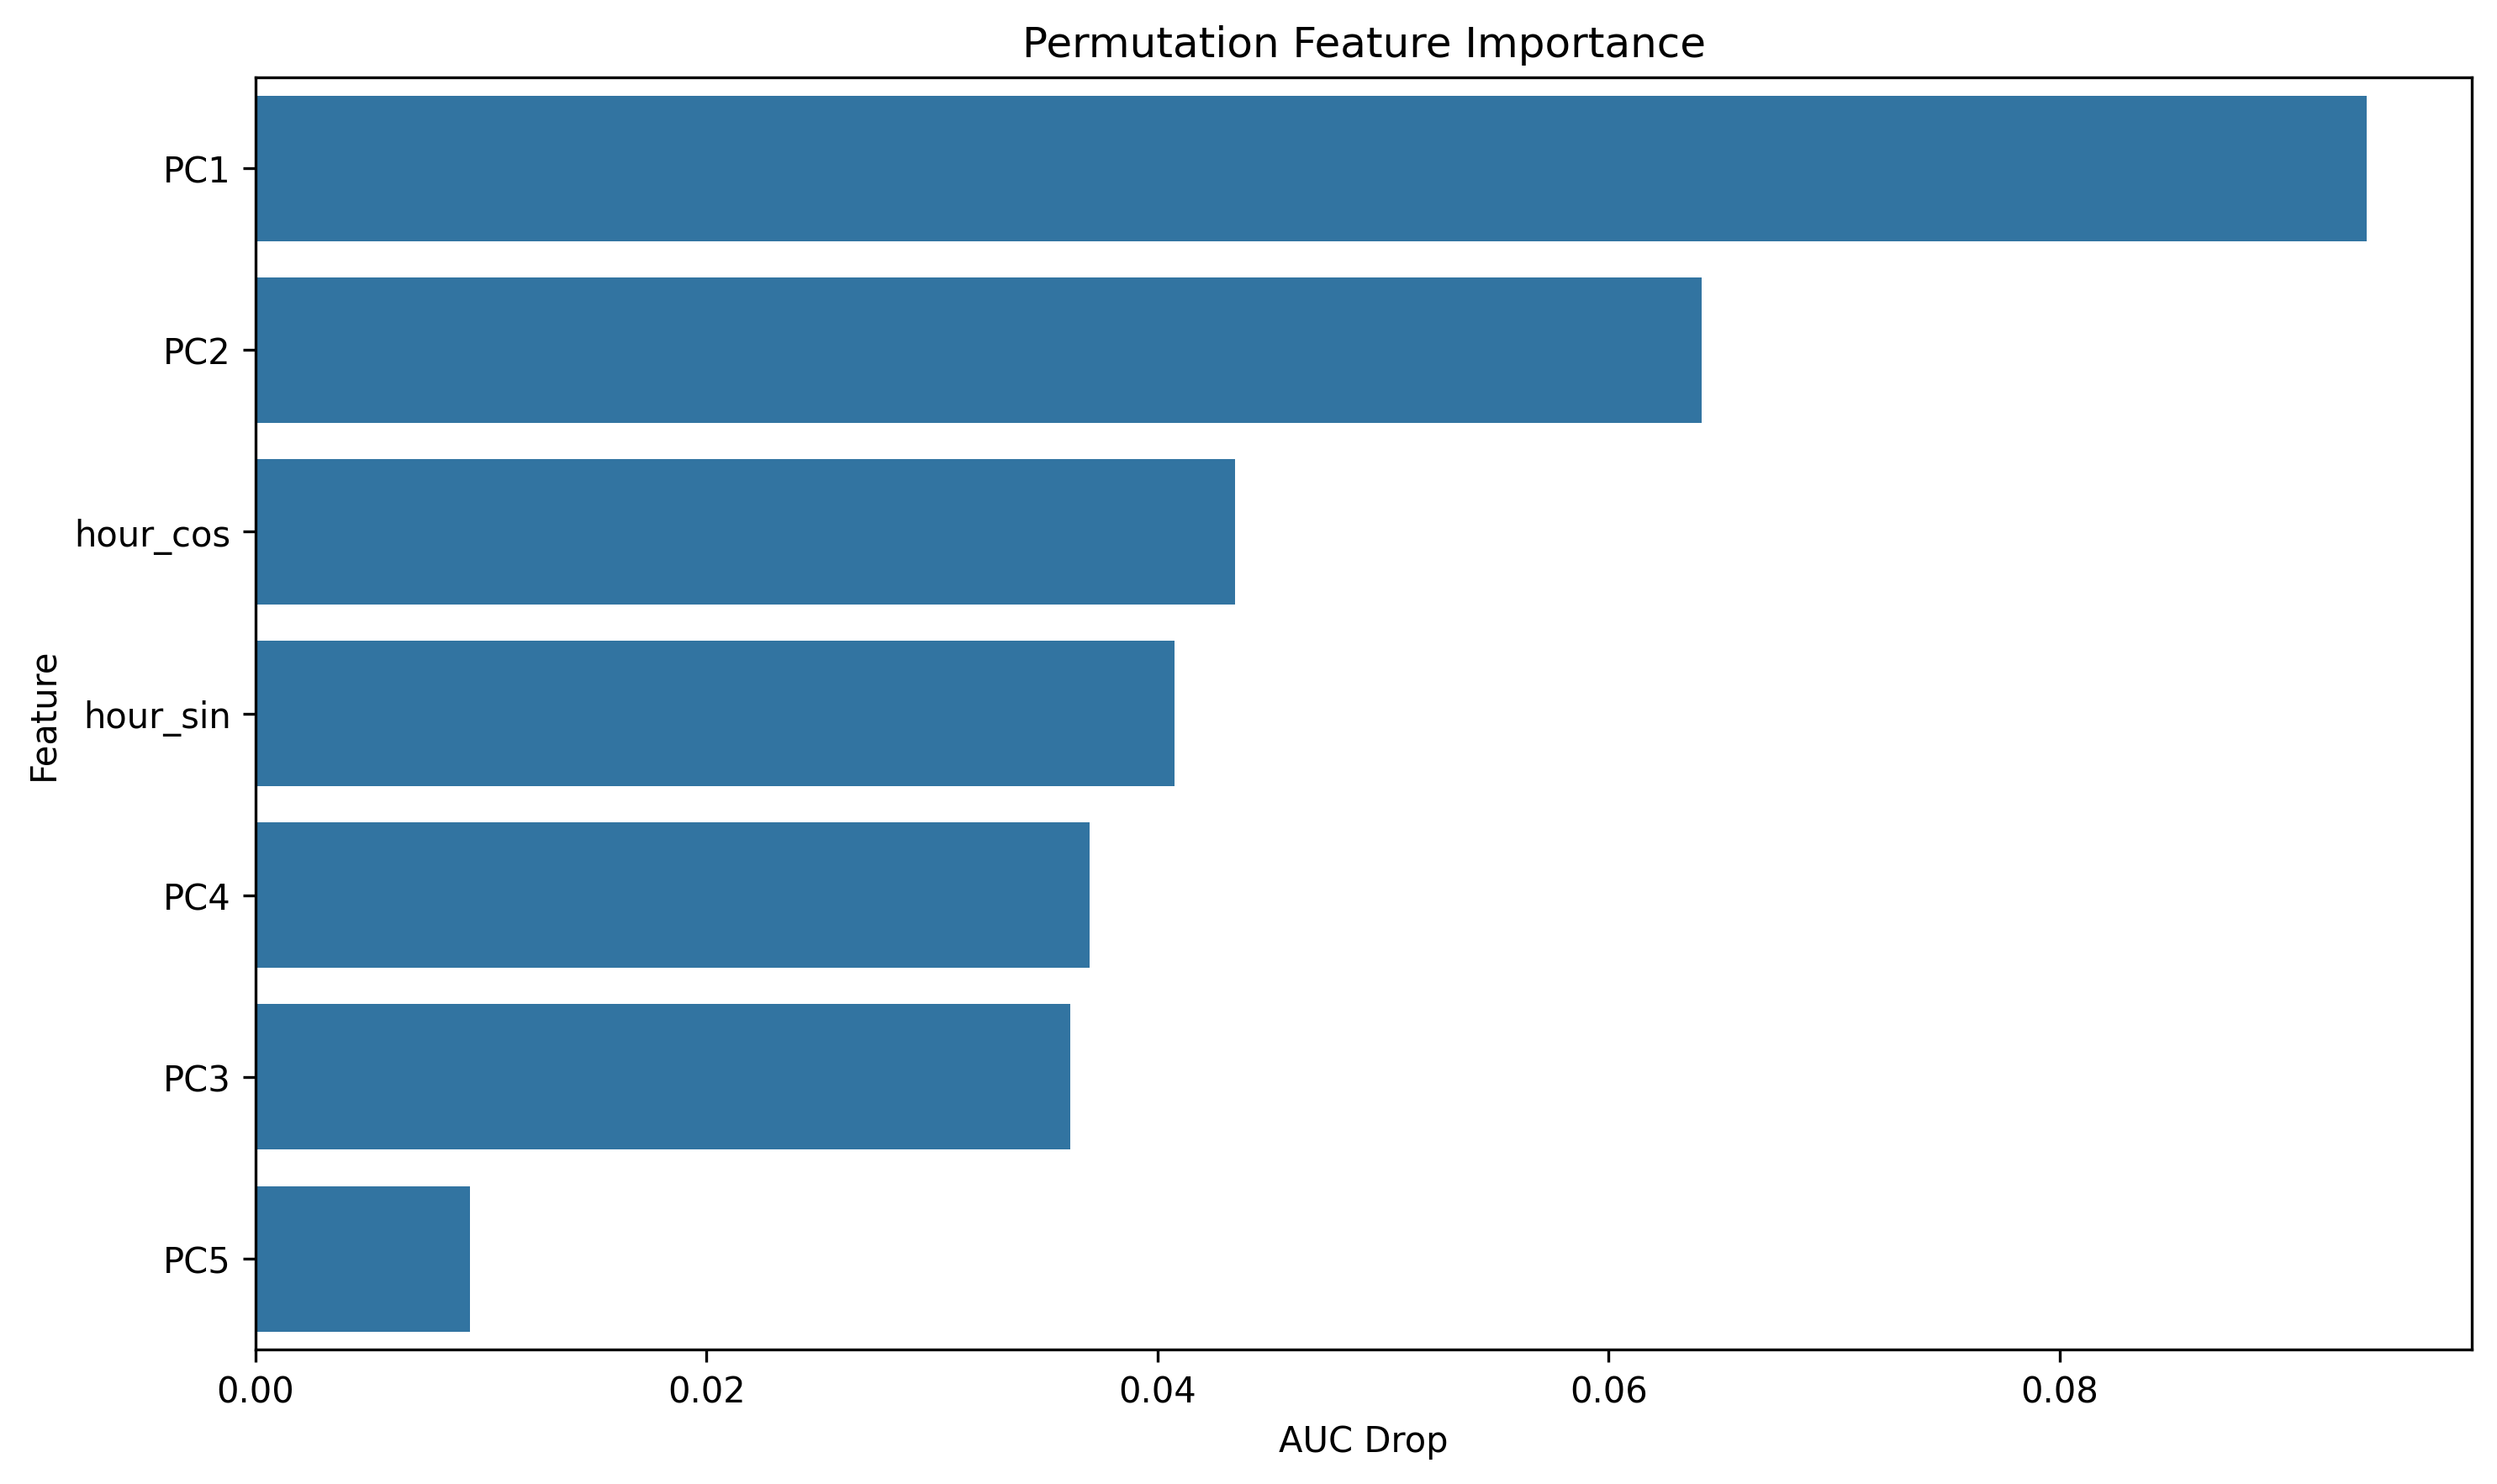 Permutation Feature Importance
PC1
PC2
hour_cos
hour_sin
PC4
PC3
PC5
Feature
0.00 0.02 0.04 0.06 0.08
AUC Drop